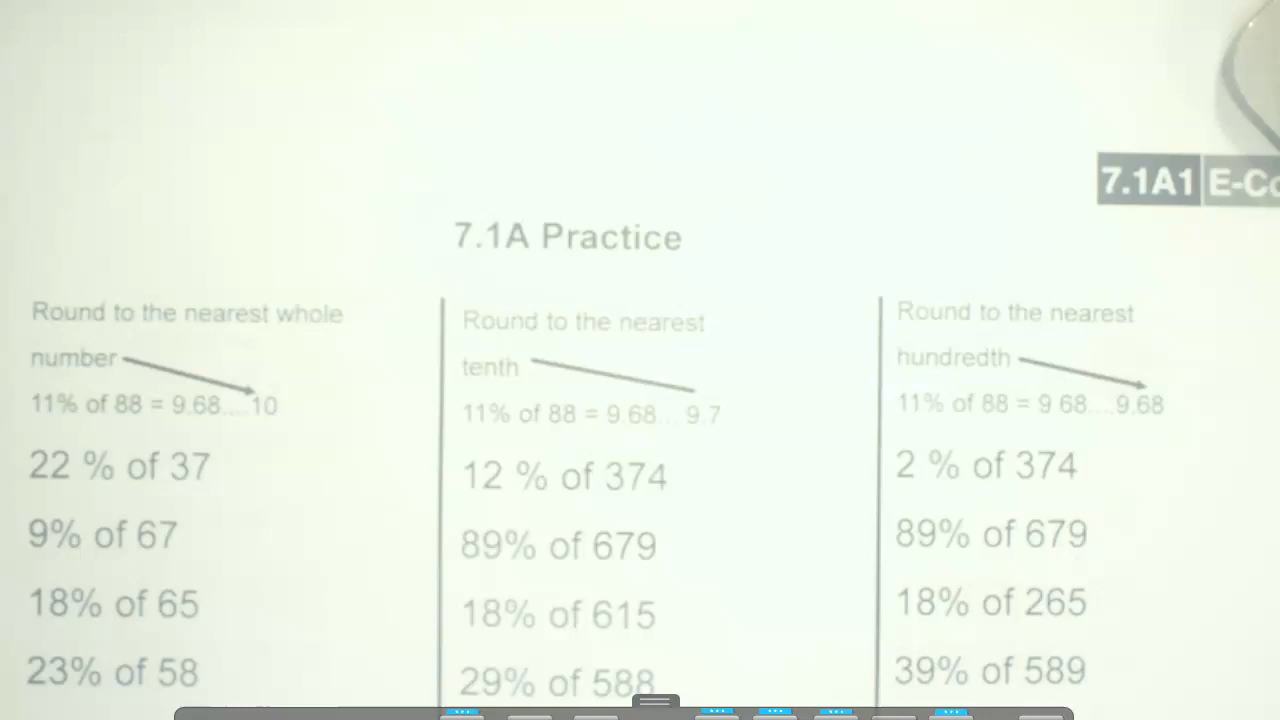 7.1A1 E-Co
7.1A Practice
Round to the nearest whole
number
11% of 88 = 9.68....10
22 % of 37
9% of 67
18% of 65
23% of 58
Round to the nearest
tenth
11% of 88 = 9.68... 9.7
12 % of 374
89% of 679
18% of 615
29% of 588
Round to the nearest
hundredth
11% of 88 = 9 68....9.68
2 % of 374
89% of 679
18% of 265
39% of 589